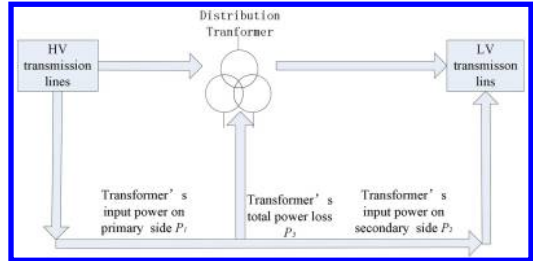 Distribution
Tranformer
HV
transmission
lines
LV
transmisson
lins
Transformer’s
input power on
primary side P₁
Transformer’s
total power loss
P₃
Transformer’s
input power on
secondary side P₂